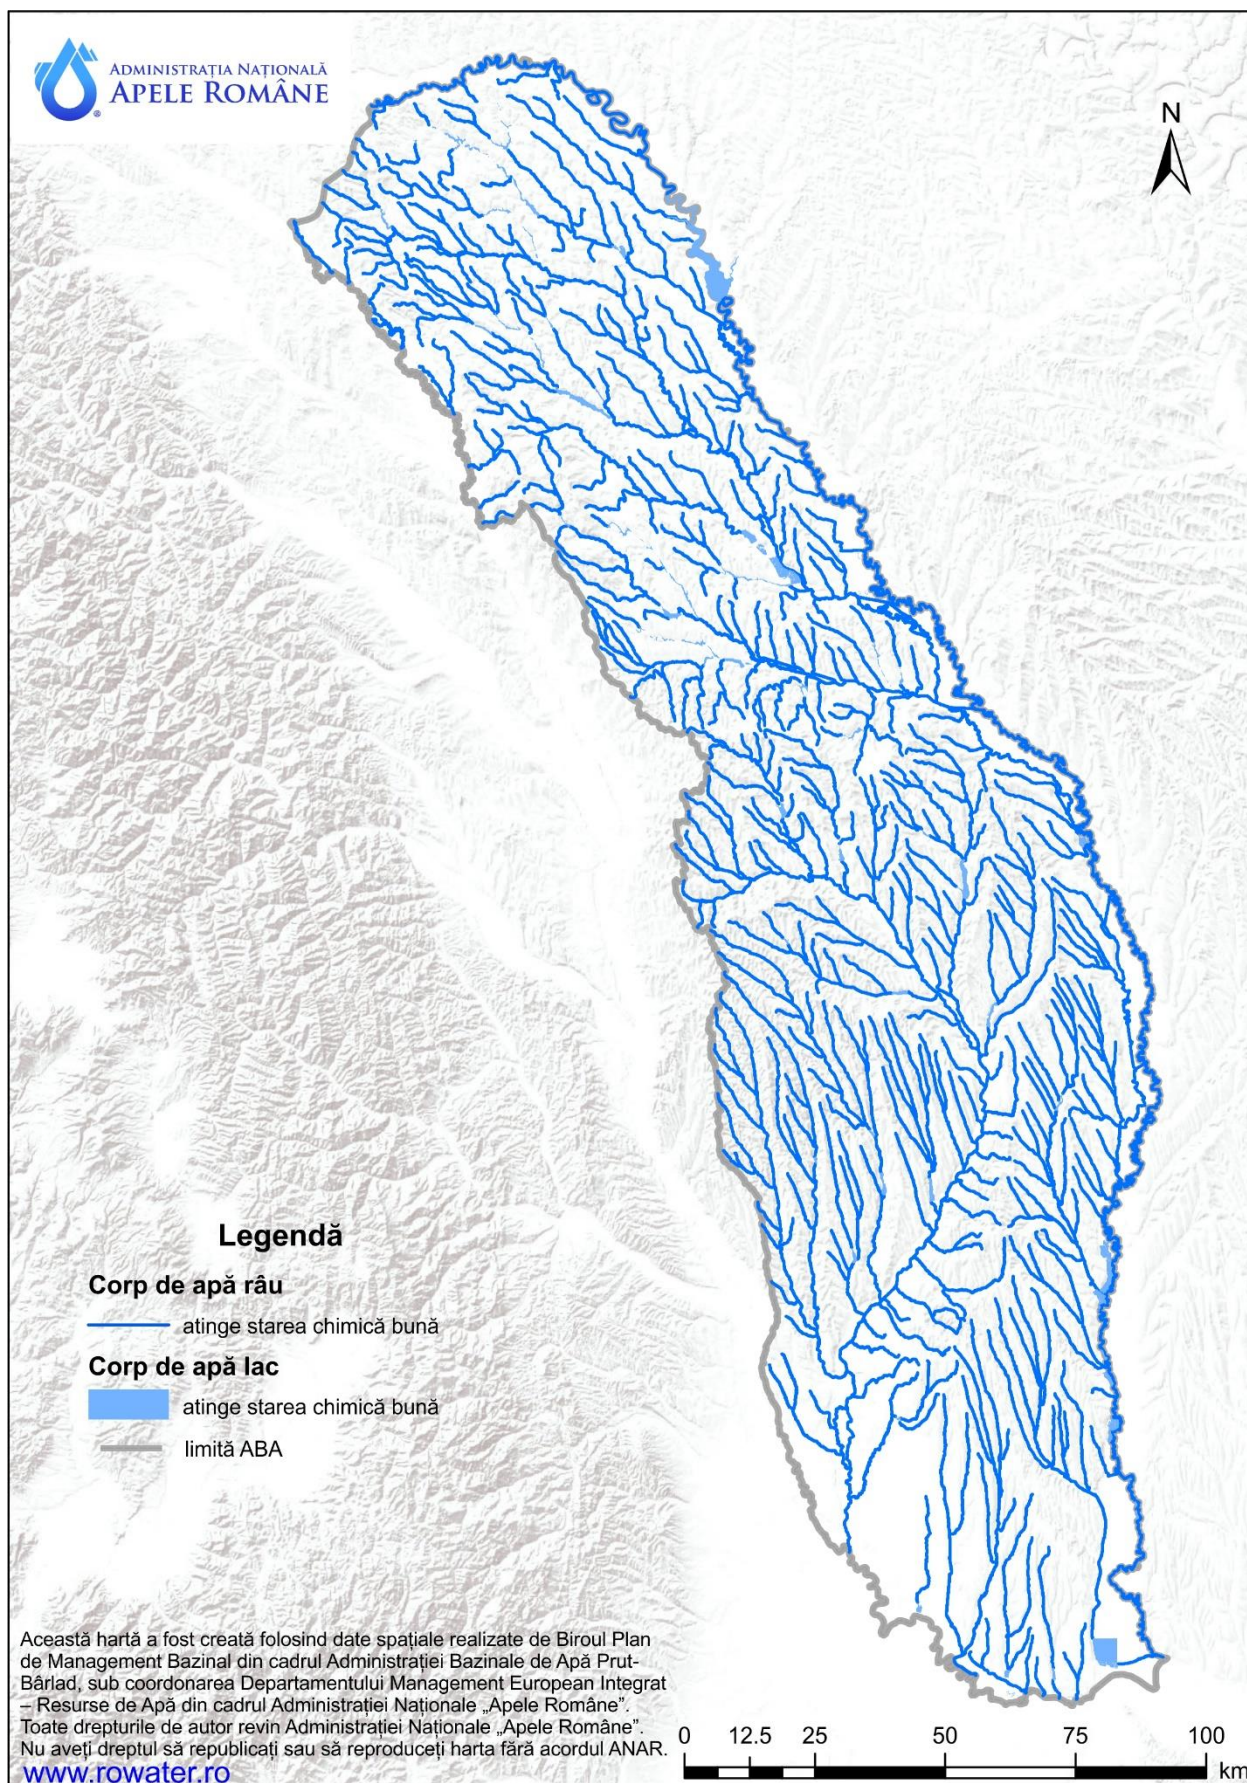 ADMINISTRAȚIA NAȚIONALĂ
APELE ROMÂNE
®
N
Legendă
Corp de apă râu
atinge starea chimică bună
Corp de apă lac
atinge starea chimică bună
limită ABA
Această hartă a fost creată folosind date spațiale realizate de Biroul Plan
de Management Bazinal din cadrul Administrației Bazinale de Apă Prut-
Bârlad, sub coordonarea Departamentului Management European Integrat
– Resurse de Apă din cadrul Administrației Naționale „Apele Române”.
Toate drepturile de autor revin Administrației Naționale „Apele Române”.
Nu aveți dreptul să republicați sau să reproduceți harta fără acordul ANAR.
www.rowater.ro
0 12.5 25 50 75 100
km